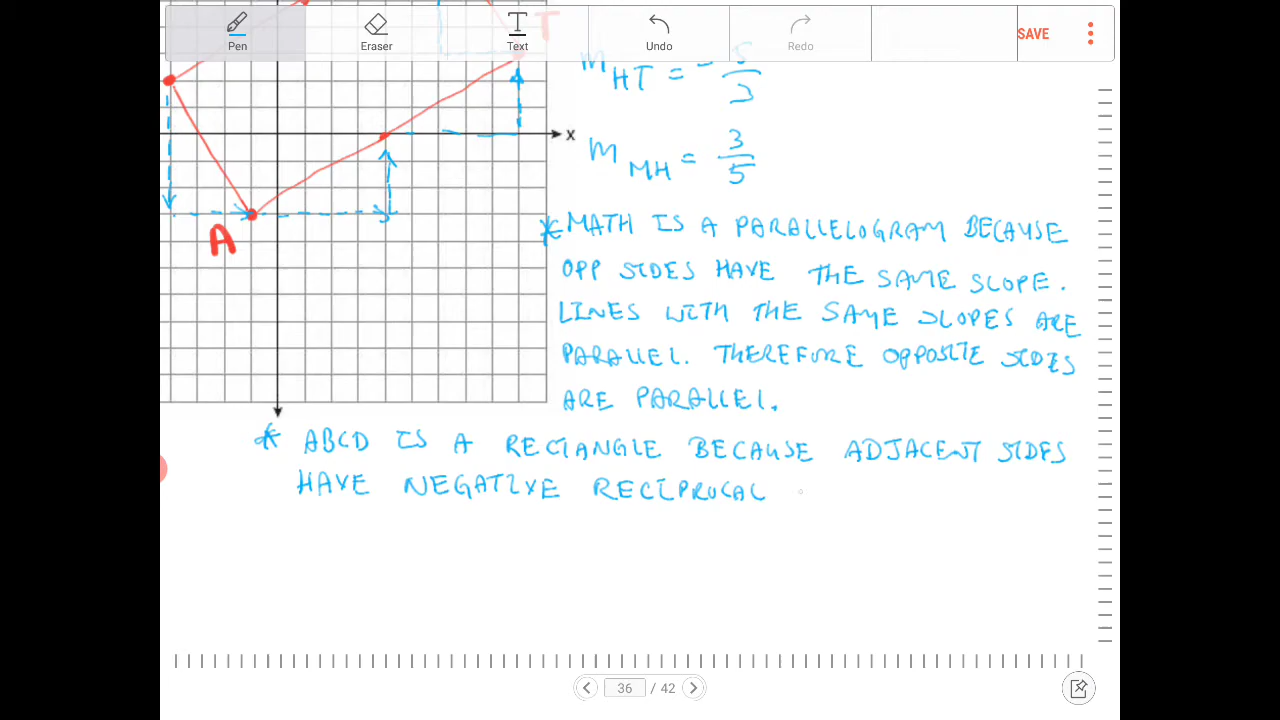 Pen
Eraser
Text
Undo
Redo
SAVE
T
m HT = - 5/3
x
m MH = 3/5
A
* MATH IS A PARALLELOGRAM BECAUSE
OPP SIDES HAVE THE SAME SLOPE.
LINES WITH THE SAME SLOPES ARE
PARALLEL. THEREFORE OPPOSITE SIDES
ARE PARALLEL.
* ABCD IS A RECTANGLE BECAUSE ADJACENT SIDES
HAVE NEGATIVE RECIPROCAL
36 / 42